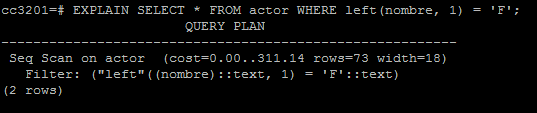 cc3201=# EXPLAIN SELECT * FROM actor WHERE left(nombre, 1) = 'F';
QUERY PLAN
----------------------------------------------------------
Seq Scan on actor  (cost=0.00..311.14 rows=73 width=18)
Filter: ("left"((nombre)::text, 1) = 'F'::text)
(2 rows)